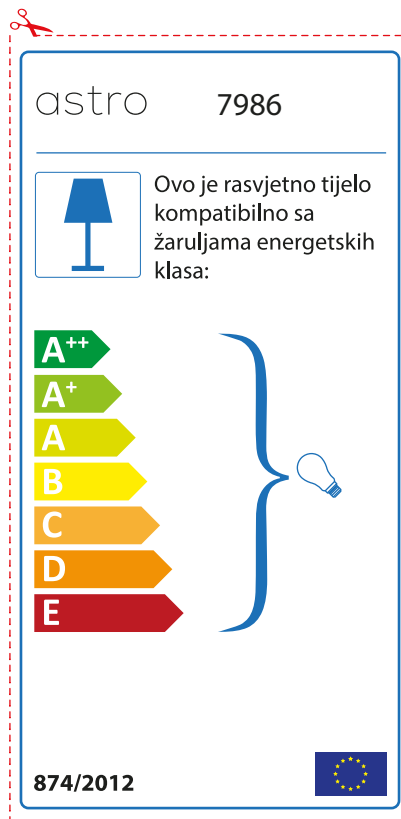 astro 7986
Ovo je rasvjetno tijelo
kompatibilno sa
žaruljama energetskih
klasa:
A++
A+
A
B
C
D
E
874/2012